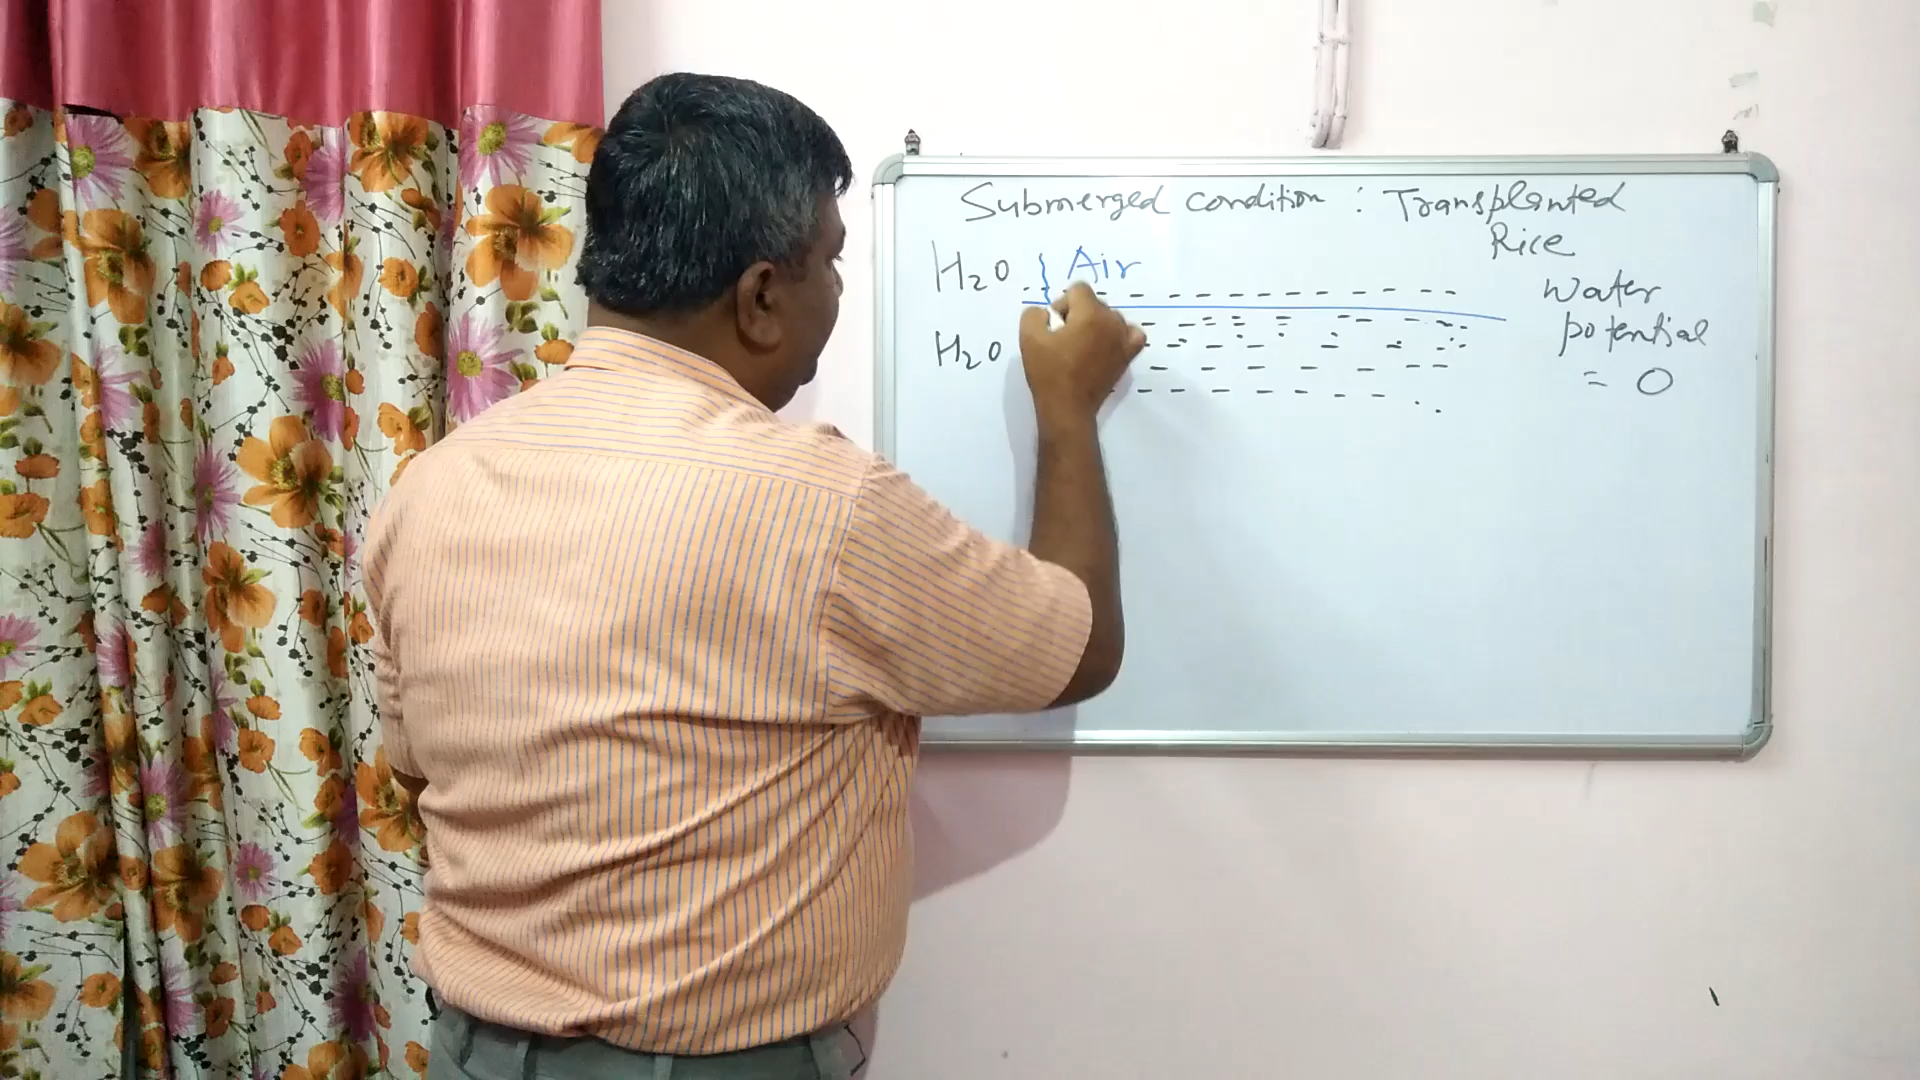 Submerged condition : Transplanted
Rice
H₂O } Air
H₂O
Water
potential
= 0